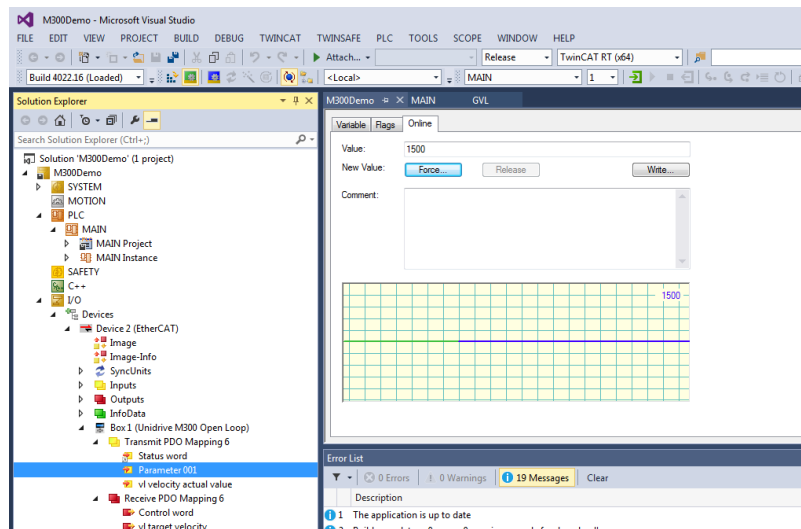 M300Demo - Microsoft Visual Studio
FILE EDIT VIEW PROJECT BUILD DEBUG TWINCAT TWINSAFE PLC TOOLS SCOPE WINDOW HELP
Attach... Release TwinCAT RT (x64)
Build 4022.16 (Loaded) <Local> MAIN 1
Solution Explorer
M300Demo MAIN GVL
Search Solution Explorer (Ctrl+;)
Variable Flags Online
Value: 1500
New Value: Force... Release Write...
Comment:
1500
Solution 'M300Demo' (1 project)
M300Demo
SYSTEM
MOTION
PLC
MAIN
MAIN Project
MAIN Instance
SAFETY
C++
I/O
Devices
Device 2 (EtherCAT)
Image
Image-Info
SyncUnits
Inputs
Outputs
InfoData
Box 1 (Unidrive M300 Open Loop)
Transmit PDO Mapping 6
Status word
Parameter 001
vl velocity actual value
Receive PDO Mapping 6
Control word
vl target velocity
Error List
0 Errors 0 Warnings 19 Messages Clear
Description
1 The application is up to date